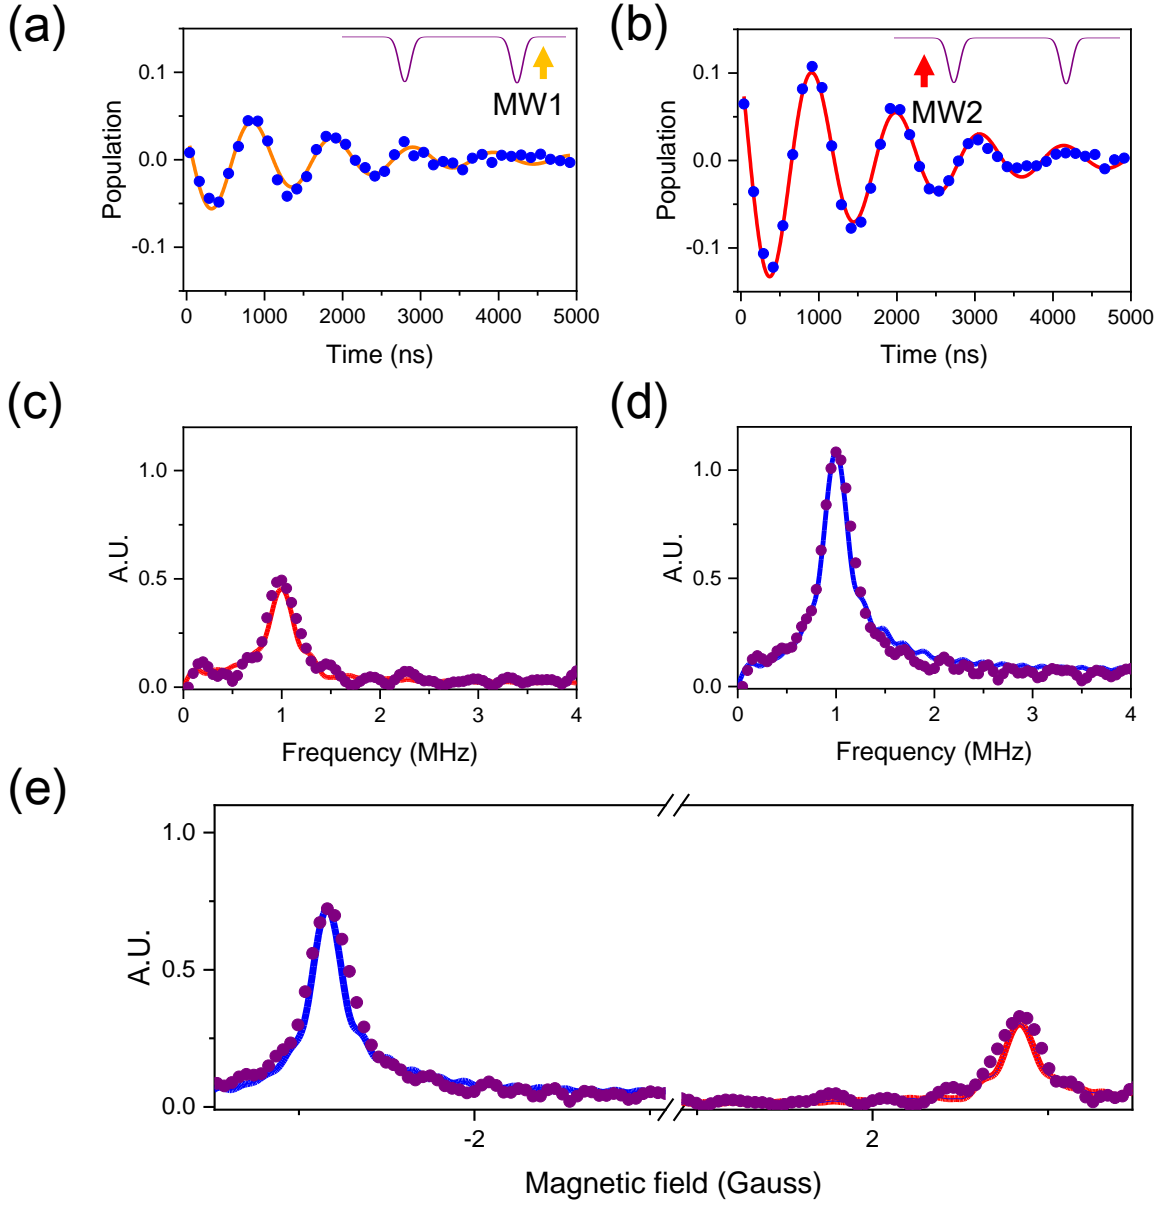 (a)
0.1
0.0
-0.1
Population
MW1
0 1000 2000 3000 4000 5000
Time (ns)
(b)
0.1
0.0
-0.1
Population
MW2
0 1000 2000 3000 4000 5000
Time (ns)
(c)
1.0
0.5
0.0
A.U.
0 1 2 3 4
Frequency (MHz)
(d)
1.0
0.5
0.0
A.U.
0 1 2 3 4
Frequency (MHz)
(e)
1.0
0.5
0.0
A.U.
-2 2
Magnetic field (Gauss)